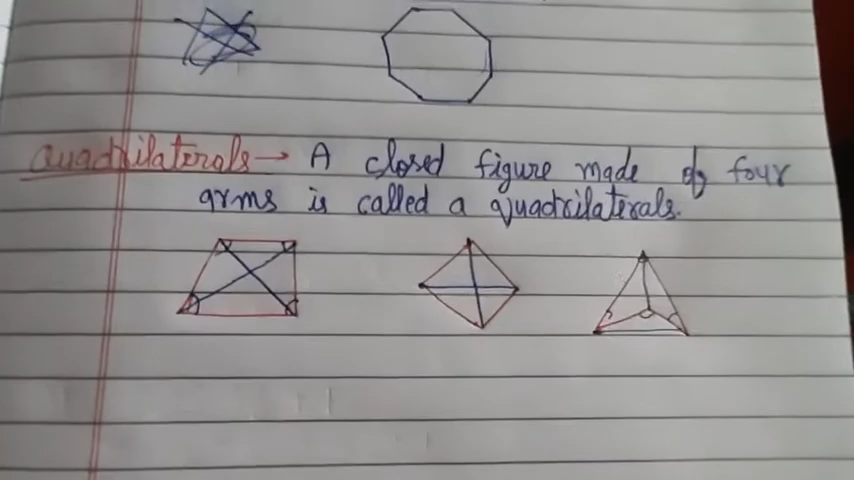 Quadrilaterals → A closed figure made of four
arms is called a quadrilaterals.